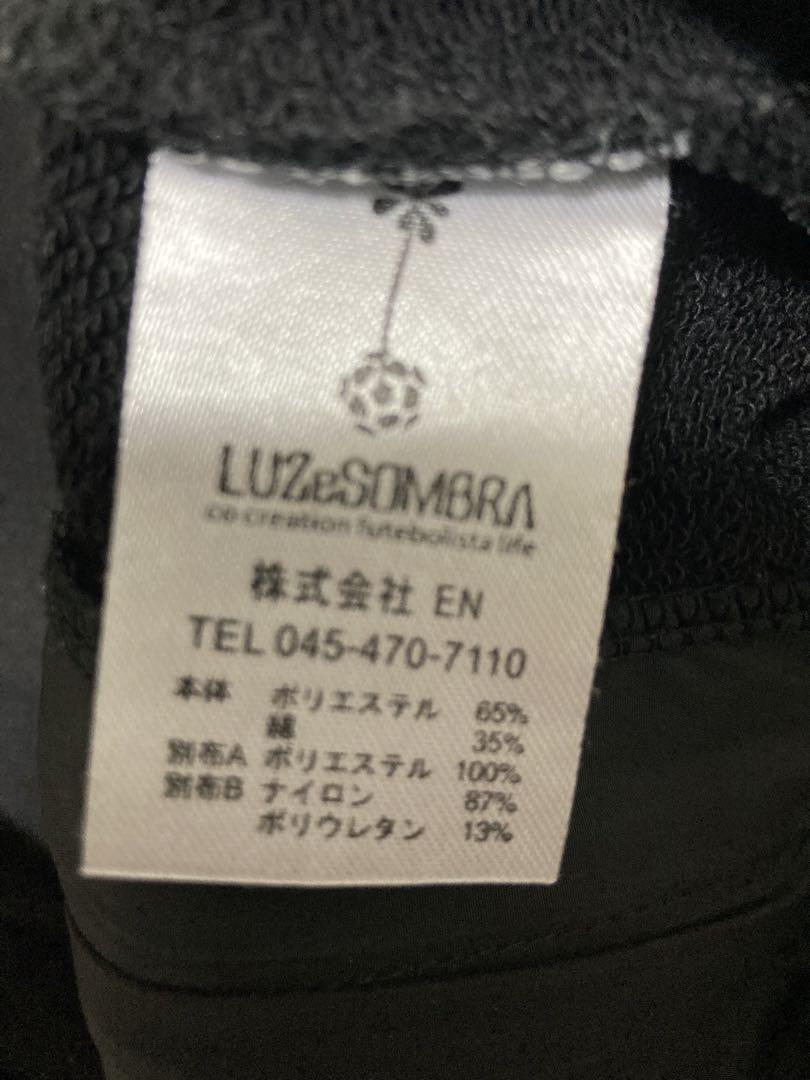 LUZeSOMBRA
co-creation futebolista life
株式会社 EN
TEL 045-470-7110
本体 ポリエステル 65%
綿 35%
別布A ポリエステル 100%
別布B ナイロン 87%
ポリウレタン 13%